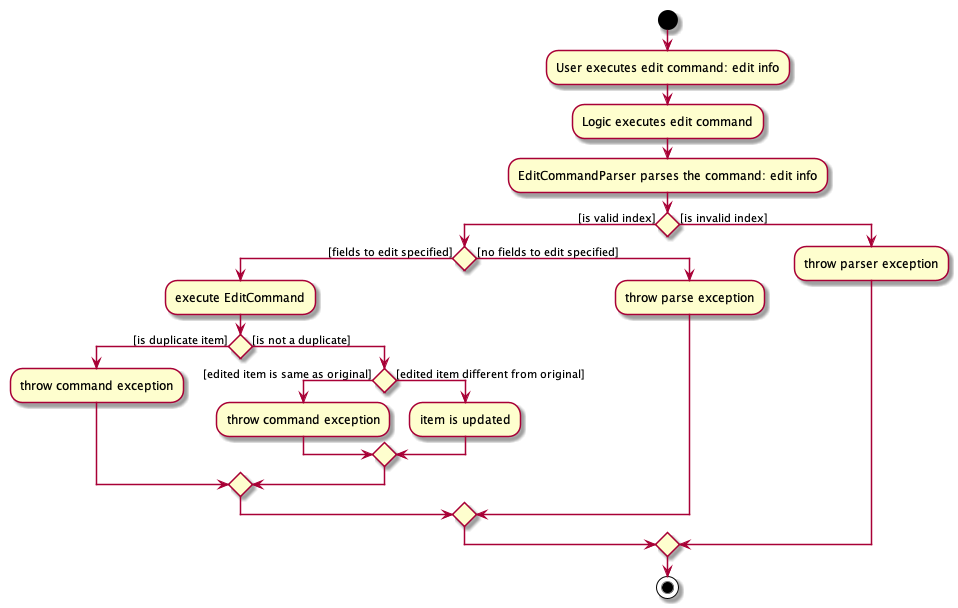 User executes edit command: edit info
Logic executes edit command
EditCommandParser parses the command: edit info
[is valid index]
[is invalid index]
[fields to edit specified]
[no fields to edit specified]
throw parser exception
execute EditCommand
throw parse exception
[is duplicate item]
[is not a duplicate]
throw command exception
[edited item is same as original]
[edited item different from original]
throw command exception
item is updated